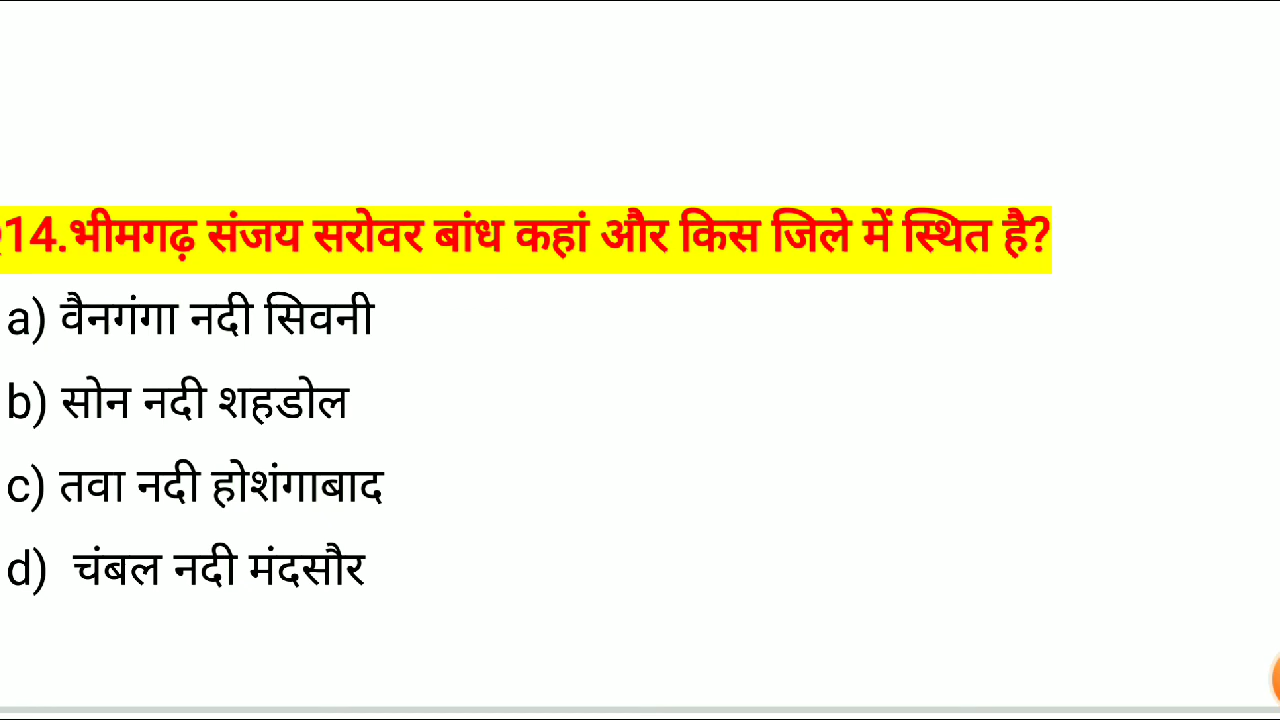 14.भीमगढ़ संजय सरोवर बांध कहां और किस जिले में स्थित है?
a) वैनगंगा नदी सिवनी
b) सोन नदी शहडोल
c) तवा नदी होशंगाबाद
d) चंबल नदी मंदसौर